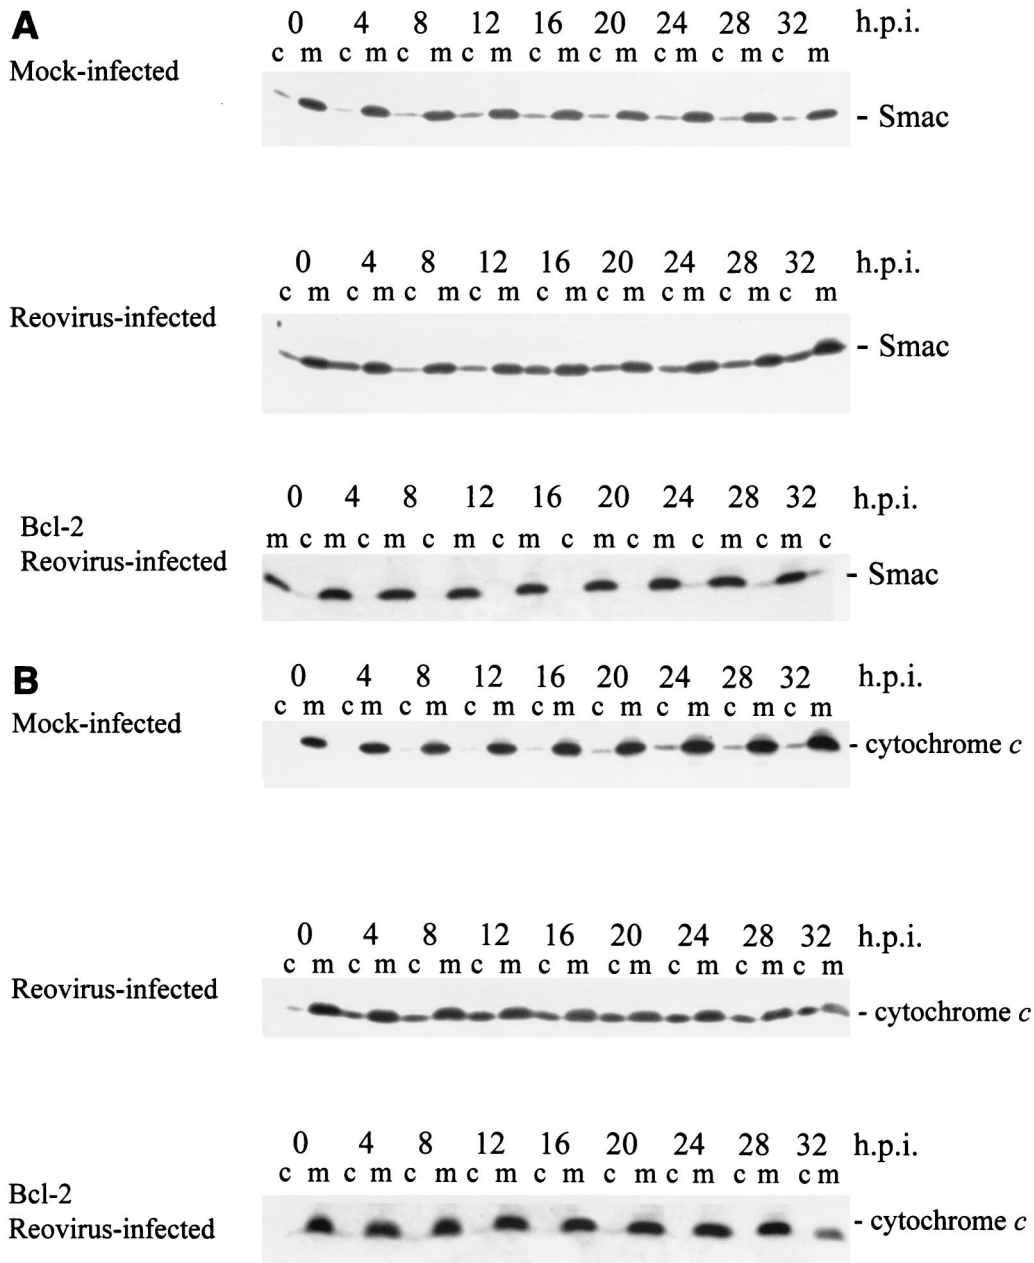 A
0 4 8 12 16 20 24 28 32 h.p.i.
c m c m c m c m c m c m c m c m c m
Mock-infected
- Smac
0 4 8 12 16 20 24 28 32 h.p.i.
c m c m c m c m c m c m c m c m c m
Reovirus-infected
- Smac
0 4 8 12 16 20 24 28 32 h.p.i.
Bcl-2
m c m c m c m c m c m c m c m c m c
Reovirus-infected
- Smac
B
0 4 8 12 16 20 24 28 32 h.p.i.
c m c m c m c m c m c m c m c m c m
Mock-infected
- cytochrome c
0 4 8 12 16 20 24 28 32 h.p.i.
c m c m c m c m c m c m c m c m c m
Reovirus-infected
- cytochrome c
0 4 8 12 16 20 24 28 32 h.p.i.
c m c m c m c m c m c m c m c m c m
Bcl-2
Reovirus-infected
- cytochrome c